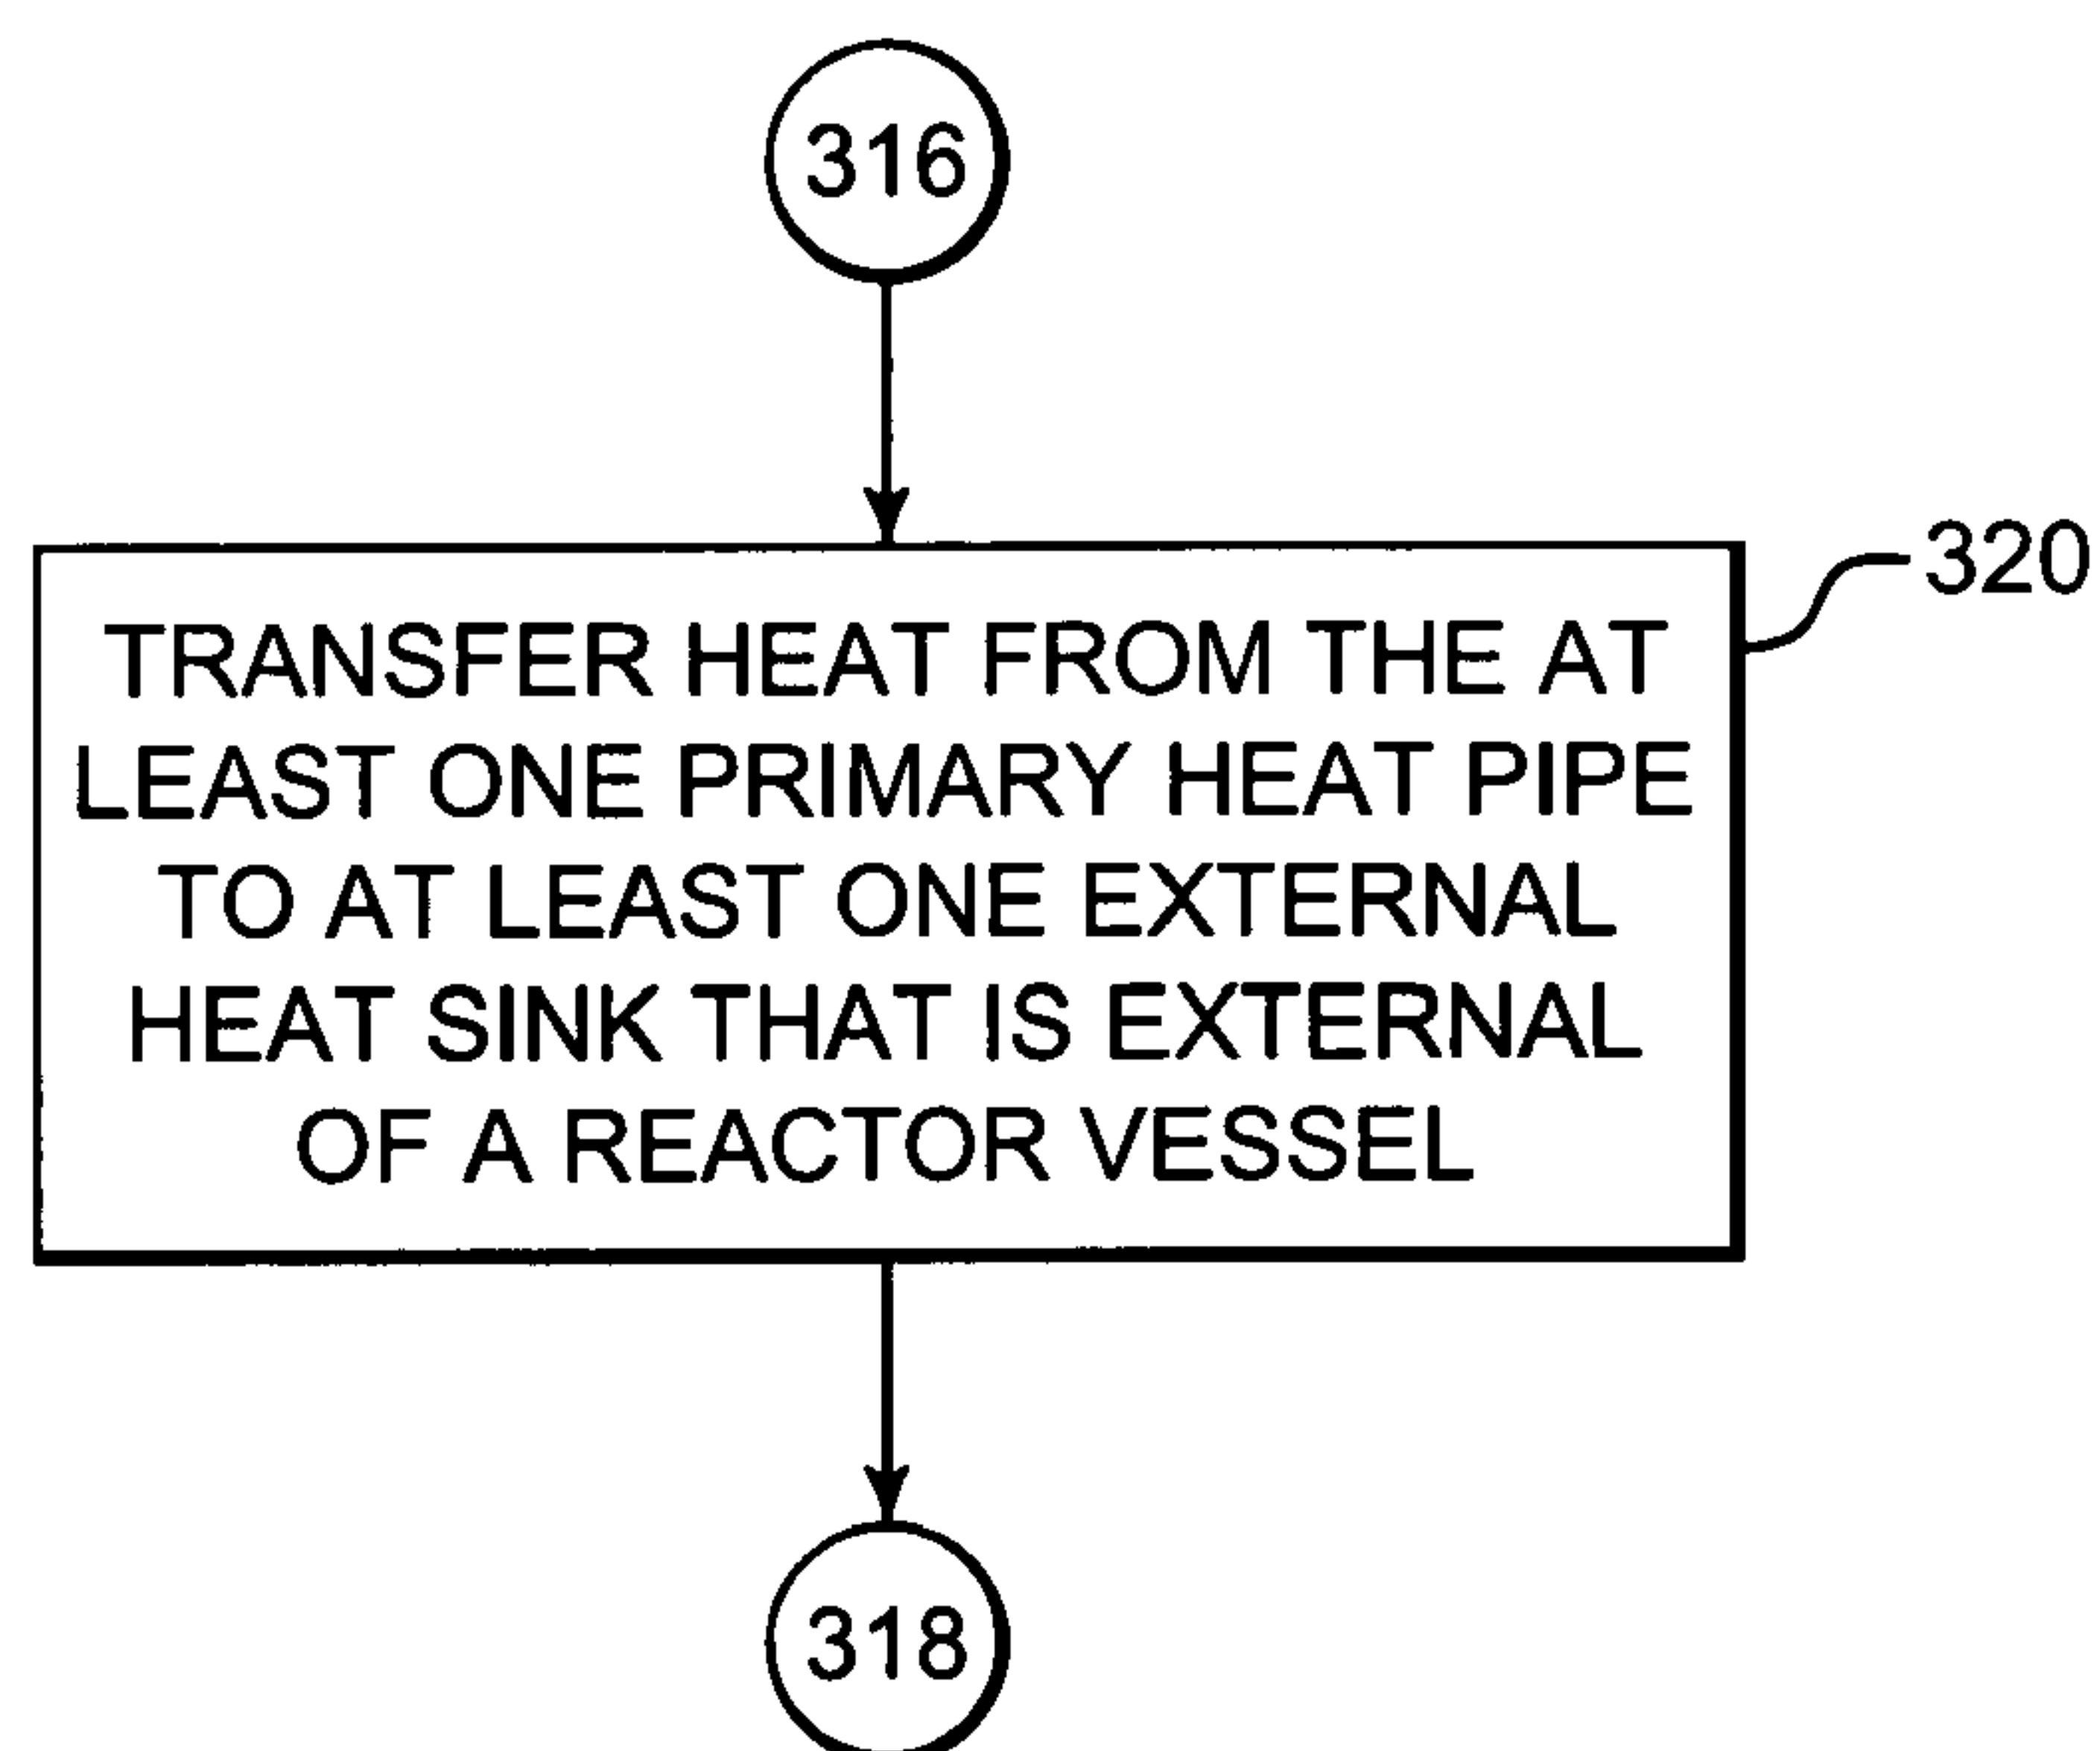 316
320
TRANSFER HEAT FROM THE AT
LEAST ONE PRIMARY HEAT PIPE
TO AT LEAST ONE EXTERNAL
HEAT SINK THAT IS EXTERNAL
OF A REACTOR VESSEL
318